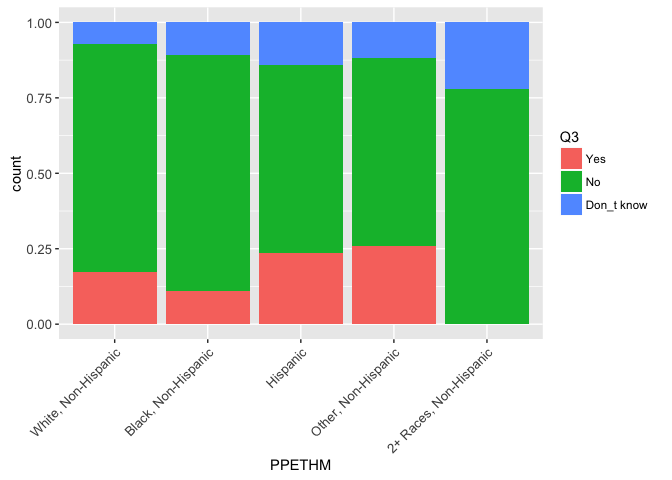 1.00
0.75
0.50
0.25
0.00
count
White, Non-Hispanic
Black, Non-Hispanic
Hispanic
Other, Non-Hispanic
2+ Races, Non-Hispanic
PPETHM
Q3
Yes
No
Don_t know